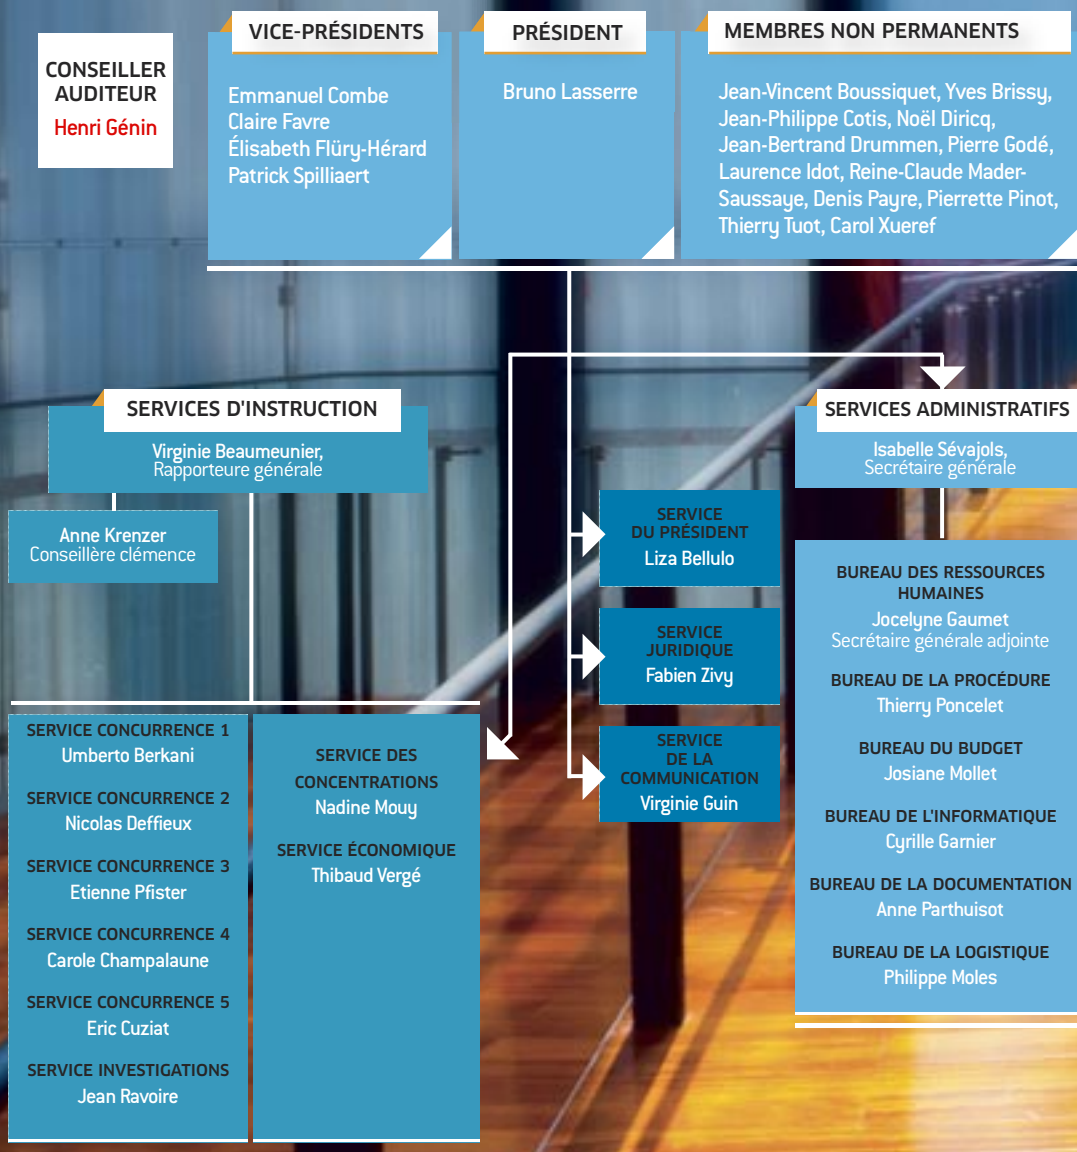 CONSEILLER
AUDITEUR
Henri Génin
VICE-PRÉSIDENTS
Emmanuel Combe
Claire Favre
Élisabeth Flüry-Hérard
Patrick Spilliaert
PRÉSIDENT
Bruno Lasserre
MEMBRES NON PERMANENTS
Jean-Vincent Boussiquet, Yves Brissy,
Jean-Philippe Cotis, Noël Diricq,
Jean-Bertrand Drummen, Pierre Godé,
Laurence Idot, Reine-Claude Mader-
Saussaye, Denis Payre, Pierrette Pinot,
Thierry Tuot, Carol Xueref
SERVICES D'INSTRUCTION
Virginie Beaumeunier,
Rapporteure générale
Anne Krenzer
Conseillère clémence
SERVICE CONCURRENCE 1
Umberto Berkani
SERVICE CONCURRENCE 2
Nicolas Deffieux
SERVICE CONCURRENCE 3
Etienne Pfister
SERVICE CONCURRENCE 4
Carole Champalaune
SERVICE CONCURRENCE 5
Eric Cuziat
SERVICE INVESTIGATIONS
Jean Ravoire
SERVICE DES
CONCENTRATIONS
Nadine Mouy
SERVICE ÉCONOMIQUE
Thibaud Vergé
SERVICE
DU PRÉSIDENT
Liza Bellulo
SERVICE
JURIDIQUE
Fabien Zivy
SERVICE
DE LA
COMMUNICATION
Virginie Guin
SERVICES ADMINISTRATIFS
Isabelle Sévajols,
Secrétaire générale
BUREAU DES RESSOURCES
HUMAINES
Jocelyne Gaumet
Secrétaire générale adjointe
BUREAU DE LA PROCÉDURE
Thierry Poncelet
BUREAU DU BUDGET
Josiane Mollet
BUREAU DE L'INFORMATIQUE
Cyrille Garnier
BUREAU DE LA DOCUMENTATION
Anne Parthuisot
BUREAU DE LA LOGISTIQUE
Philippe Moles